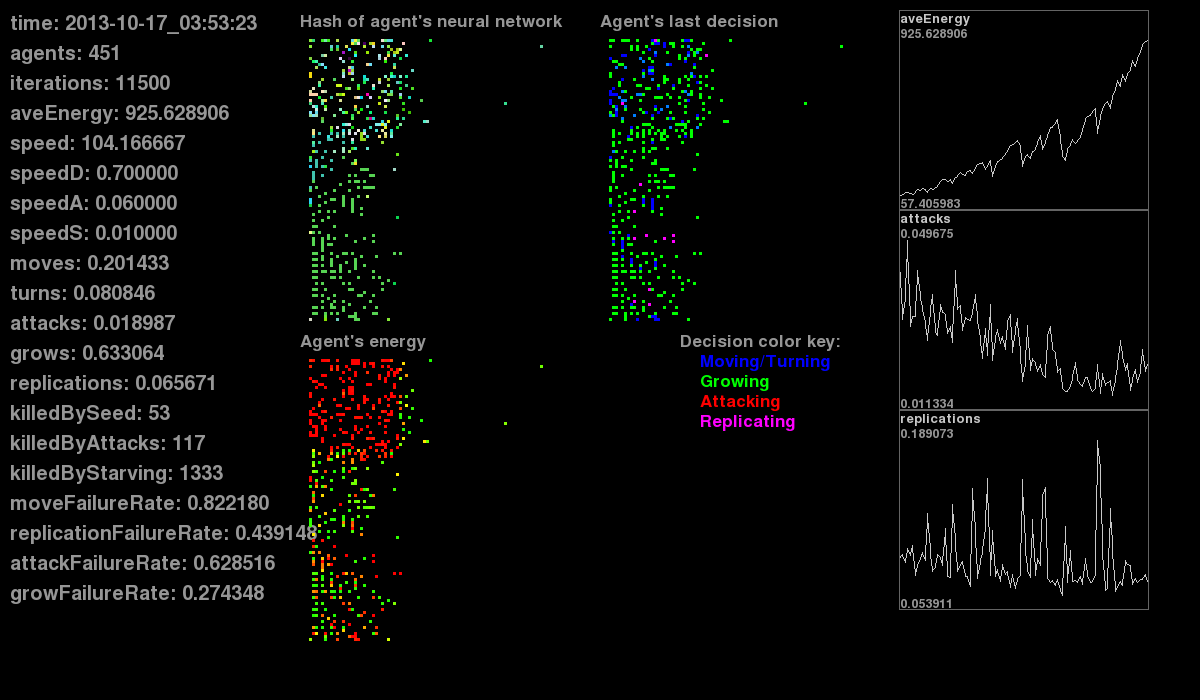 time: 2013-10-17_03:53:23
agents: 451
iterations: 11500
aveEnergy: 925.628906
speed: 104.166667
speedD: 0.700000
speedA: 0.060000
speedS: 0.010000
moves: 0.201433
turns: 0.080846
attacks: 0.018987
grows: 0.633064
replications: 0.065671
killedBySeed: 53
killedByAttacks: 117
killedByStarving: 1333
moveFailureRate: 0.822180
replicationFailureRate: 0.439148
attackFailureRate: 0.628516
growFailureRate: 0.274348
Hash of agent's neural network
Agent's energy
Agent's last decision
Decision color key:
Moving/Turning
Growing
Attacking
Replicating
aveEnergy
925.628906
57.405983
attacks
0.049675
0.011334
replications
0.189073
0.053911